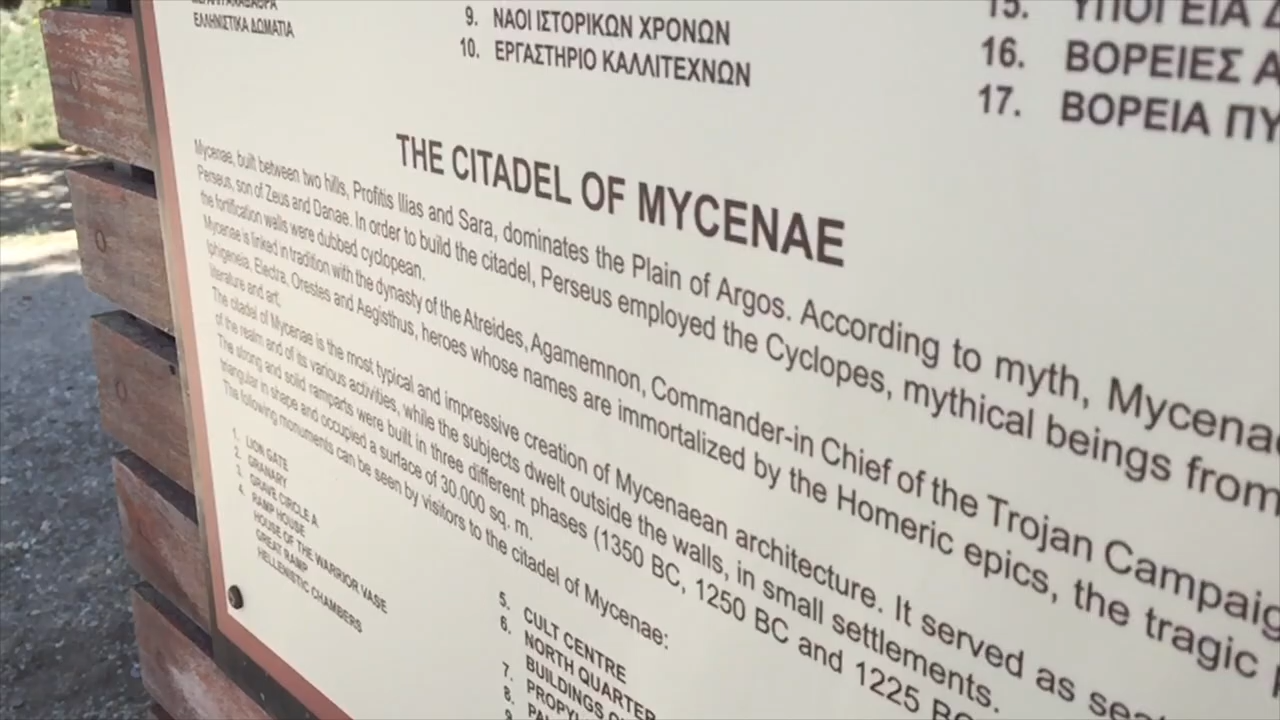 ΕΛΛΗΝΙΣΤΙΚΑ ΔΩΜΑΤΙΑ
9. ΝΑΟΙ ΙΣΤΟΡΙΚΩΝ ΧΡΟΝΩΝ
10. ΕΡΓΑΣΤΗΡΙΟ ΚΑΛΛΙΤΕΧΝΩΝ
15. ΥΠΟΓΕΙΑ
16. ΒΟΡΕΙΕΣ
17. ΒΟΡΕΙΑ ΠΥ
THE CITADEL OF MYCENAE
Mycenae, built between two hills, Profitis Ilias and Sara, dominates the Plain of Argos. According to myth, Mycenae
Perseus, son of Zeus and Danae. In order to build the citadel, Perseus employed the Cyclopes, mythical beings from
the fortification walls were dubbed cyclopean.
Mycenae is linked in tradition with the dynasty of the Atreides, Agamemnon, Commander-in Chief of the Trojan Campaig
Iphigeneia, Electra, Orestes and Aegisthus, heroes whose names are immortalized by the Homeric epics, the tragic
literature and art.
The citadel of Mycenae is the most typical and impressive creation of Mycenaean architecture. It served as seat
of the realm and of its various activities, while the subjects dwelt outside the walls, in small settlements.
The strong and solid ramparts were built in three different phases (1350 BC, 1250 BC and 1225 BC
triangular in shape and occupied a surface of 30.000 sq. m.
The following monuments can be seen by visitors to the citadel of Mycenae:
1. LION GATE
2. GRANARY
3. GRAVE CIRCLE A
4. RAMP HOUSE
HOUSE OF THE WARRIOR VASE
GREAT RAMP
HELLENISTIC CHAMBERS
5. CULT CENTRE
6. NORTH QUARTER
7. BUILDINGS
8. PROPYL
9.